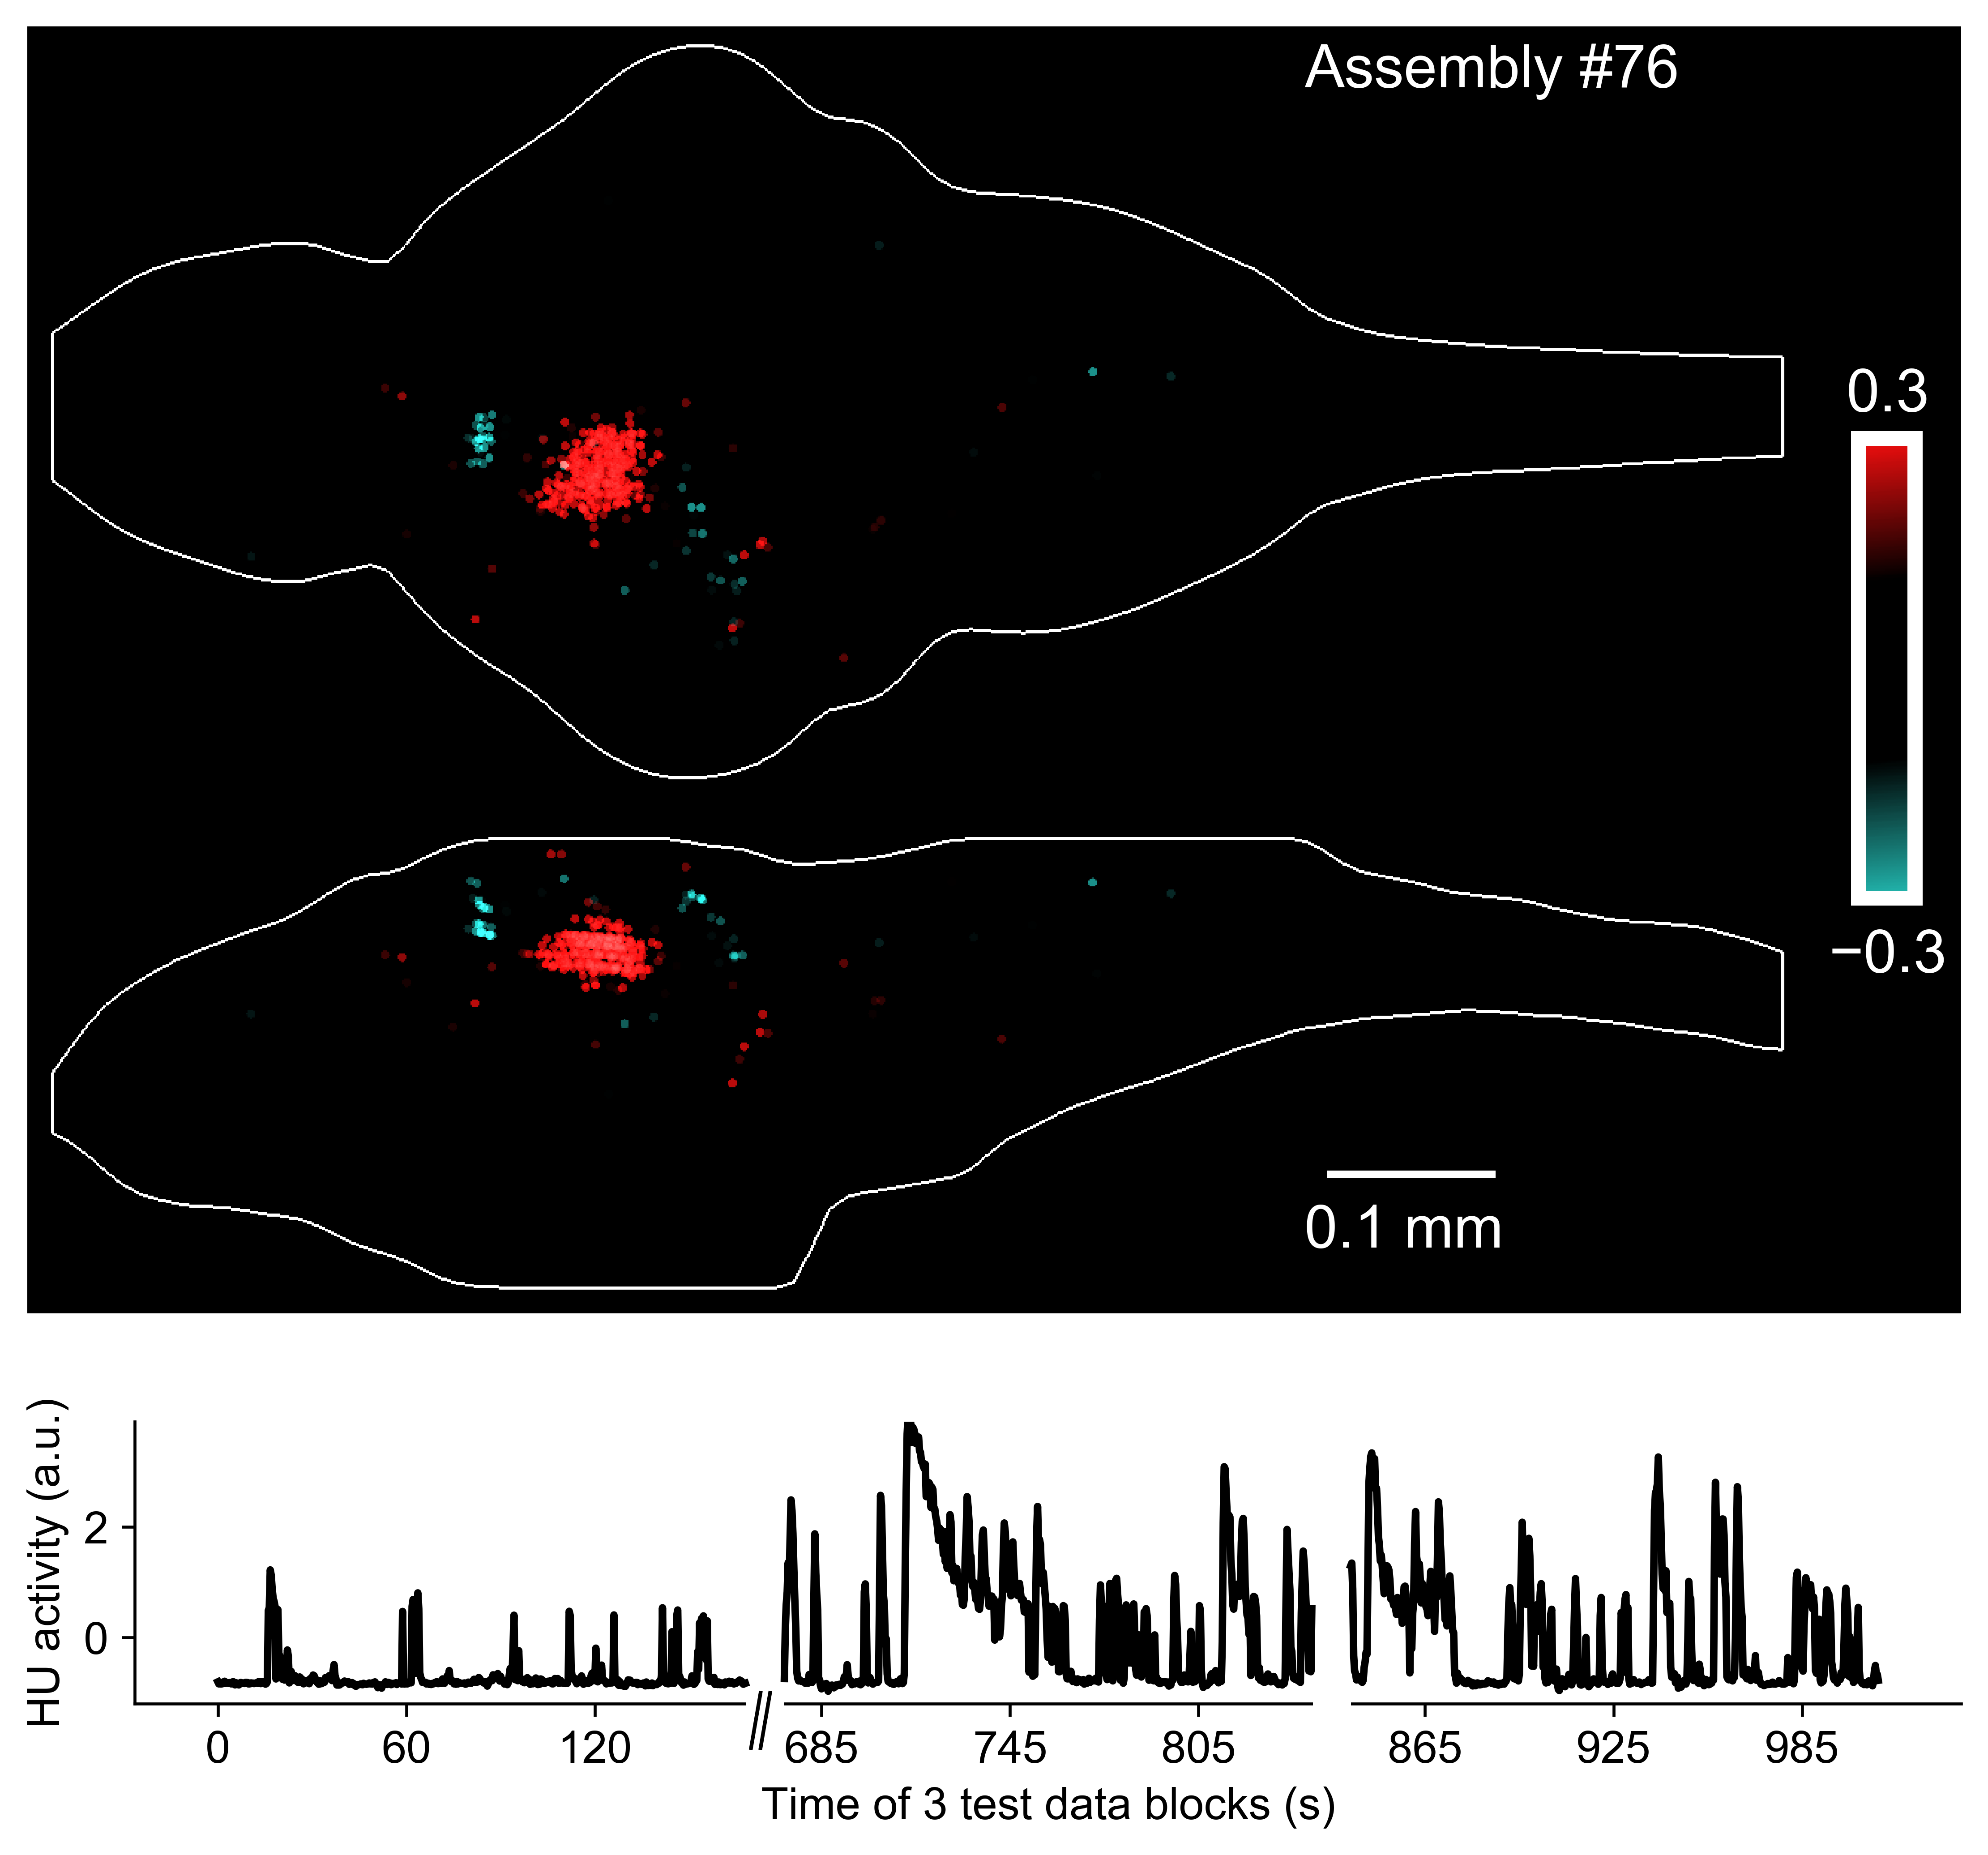 Assembly #76
0.3
−0.3
0.1 mm
HU activity (a.u.)
2
0
0 60 120 685 745 805 865 925 985
Time of 3 test data blocks (s)